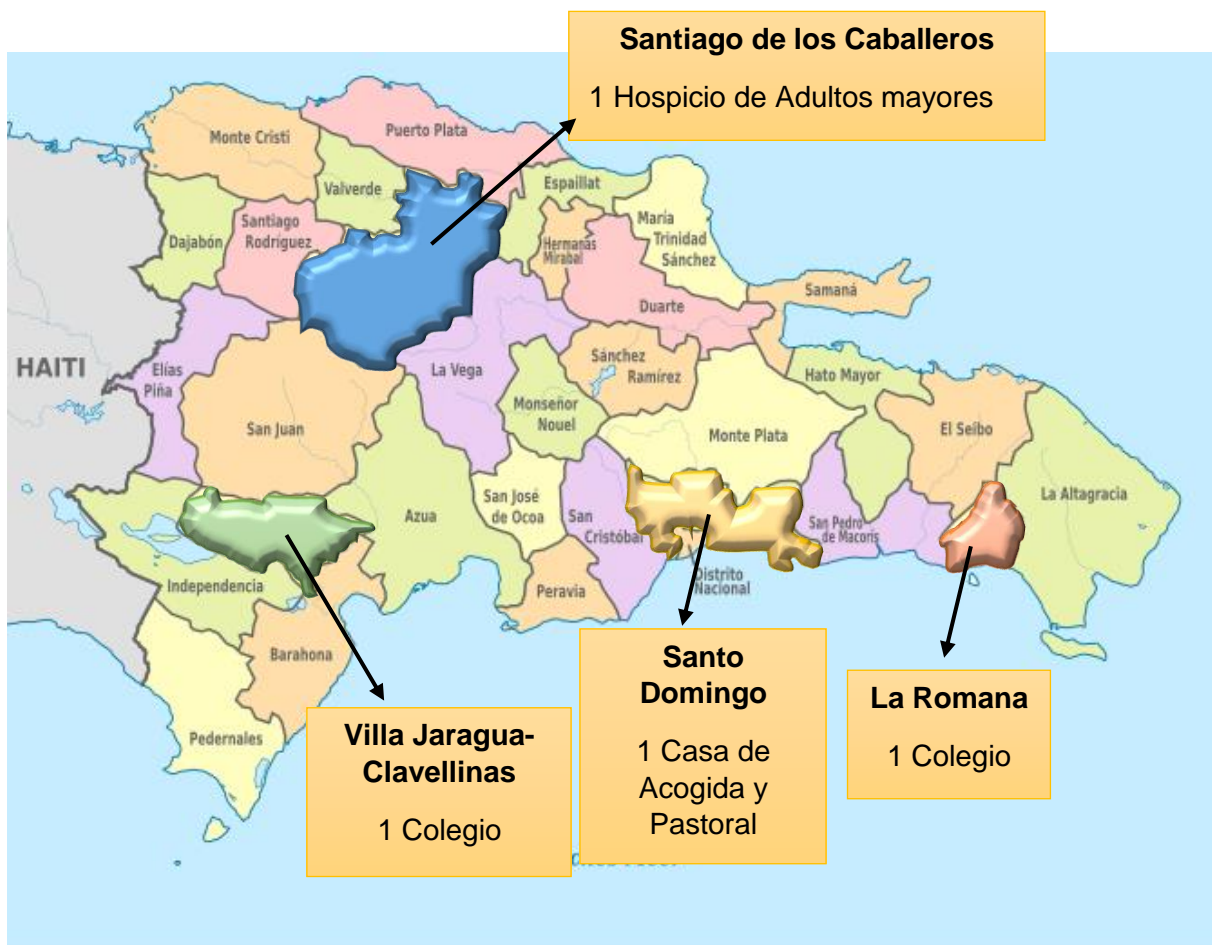 Santiago de los Caballeros
1 Hospicio de Adultos mayores
Puerto Plata
Monte Cristi
Valverde
Espaillat
Santiago
Rodríguez
Dajabón
María
Trinidad
Sánchez
Hermanas
Mirabal
Samaná
Duarte
HAITI
Elías
Piña
La Vega
Sánchez
Ramírez
Hato Mayor
Monseñor
Nouel
San Juan
Monte Plata
El Seíbo
La Altagracia
San José
de Ocoa
Azua
San
Cristóbal
San Pedro
de Macorís
Independencia
Peravia
Distrito
Nacional
Barahona
Pedernales
Villa Jaragua-
Clavellinas
1 Colegio
Santo
Domingo
1 Casa de
Acogida y
Pastoral
La Romana
1 Colegio